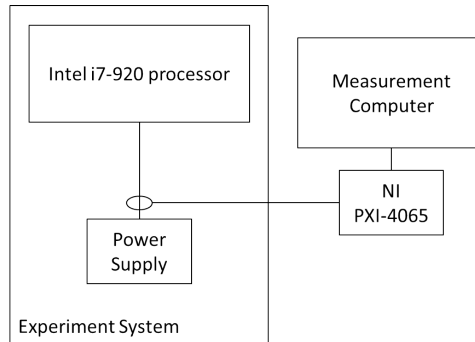 Intel i7-920 processor
Measurement
Computer
NI
PXI-4065
Power
Supply
Experiment System